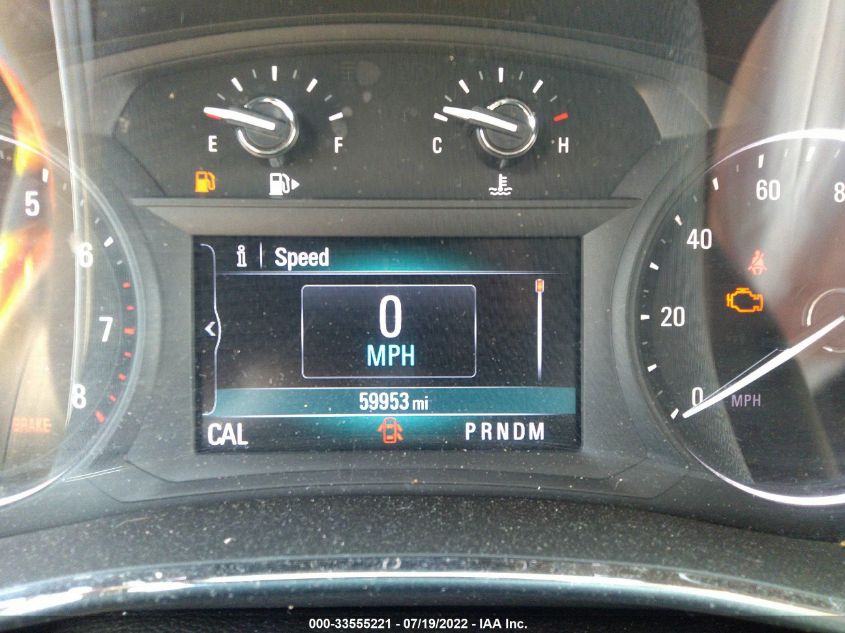 E F C H
5 6 7 8
BRAKE
i Speed
0
MPH
59953 mi
CAL PRNDM
0 20 40 60 8
MPH
000-33555221 - 07/19/2022 - IAA Inc.